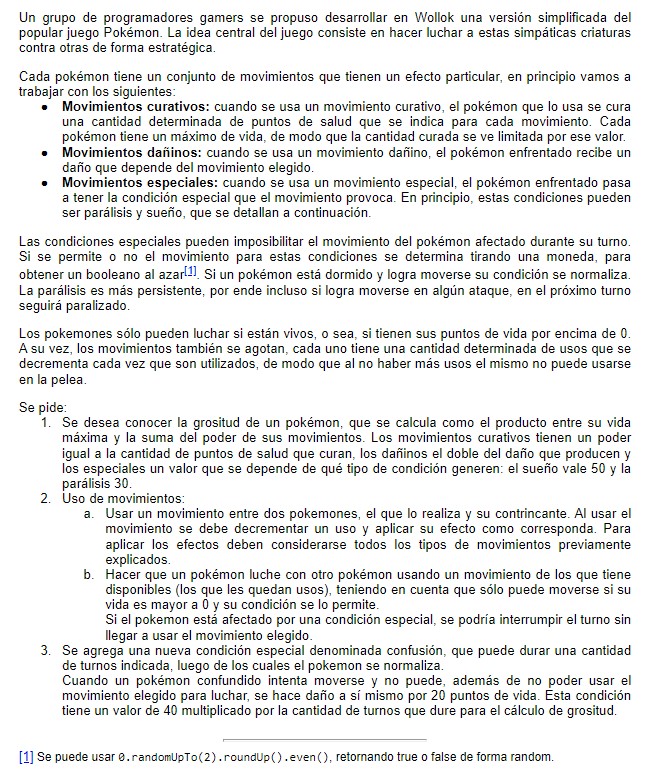 Un grupo de programadores gamers se propuso desarrollar en Wollok una versión simplificada del
popular juego Pokémon. La idea central del juego consiste en hacer luchar a estas simpáticas criaturas
contra otras de forma estratégica.
Cada pokémon tiene un conjunto de movimientos que tienen un efecto particular, en principio vamos a
trabajar con los siguientes:
● Movimientos curativos: cuando se usa un movimiento curativo, el pokémon que lo usa se cura
una cantidad determinada de puntos de salud que se indica para cada movimiento. Cada
pokémon tiene un máximo de vida, de modo que la cantidad curada se ve limitada por ese valor.
● Movimientos dañinos: cuando se usa un movimiento dañino, el pokémon enfrentado recibe un
daño que depende del movimiento elegido.
● Movimientos especiales: cuando se usa un movimiento especial, el pokémon enfrentado pasa
a tener la condición especial que el movimiento provoca. En principio, estas condiciones pueden
ser parálisis y sueño, que se detallan a continuación.
Las condiciones especiales pueden imposibilitar el movimiento del pokémon afectado durante su turno.
Si se permite o no el movimiento para estas condiciones se determina tirando una moneda, para
obtener un booleano al azar[1]. Si un pokémon está dormido y logra moverse su condición se normaliza.
La parálisis es más persistente, por ende incluso si logra moverse en algún ataque, en el próximo turno
seguirá paralizado.
Los pokemones sólo pueden luchar si están vivos, o sea, si tienen sus puntos de vida por encima de 0.
A su vez, los movimientos también se agotan, cada uno tiene una cantidad determinada de usos que se
decrementa cada vez que son utilizados, de modo que al no haber más usos el mismo no puede usarse
en la pelea.
Se pide:
1. Se desea conocer la grositud de un pokémon, que se calcula como el producto entre su vida
máxima y la suma del poder de sus movimientos. Los movimientos curativos tienen un poder
igual a la cantidad de puntos de salud que curan, los dañinos el doble del daño que producen y
los especiales un valor que se depende de qué tipo de condición generen: el sueño vale 50 y la
parálisis 30.
2. Uso de movimientos:
a. Usar un movimiento entre dos pokemones, el que lo realiza y su contrincante. Al usar el
movimiento se debe decrementar un uso y aplicar su efecto como corresponda. Para
aplicar los efectos deben considerarse todos los tipos de movimientos previamente
explicados.
b. Hacer que un pokémon luche con otro pokémon usando un movimiento de los que tiene
disponibles (los que les quedan usos), teniendo en cuenta que sólo puede moverse si su
vida es mayor a 0 y su condición se lo permite.
Si el pokemon está afectado por una condición especial, se podría interrumpir el turno sin
llegar a usar el movimiento elegido.
3. Se agrega una nueva condición especial denominada confusión, que puede durar una cantidad
de turnos indicada, luego de los cuales el pokemon se normaliza.
Cuando un pokémon confundido intenta moverse y no puede, además de no poder usar el
movimiento elegido para luchar, se hace daño a sí mismo por 20 puntos de vida. Esta condición
tiene un valor de 40 multiplicado por la cantidad de turnos que dure para el cálculo de grositud.
[1] Se puede usar 0.randomUpTo(2).roundUp().even(), retornando true o false de forma random.